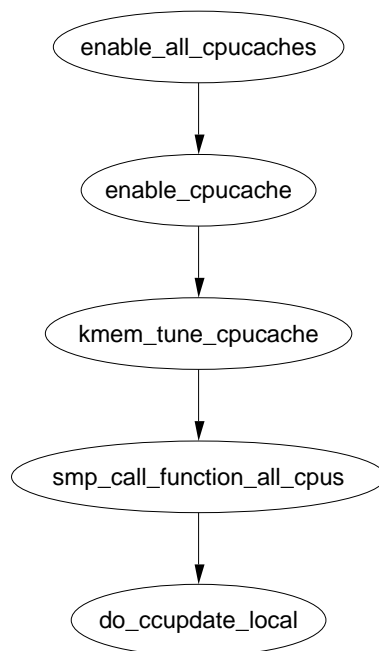 enable_all_cpucaches
enable_cpucache
kmem_tune_cpucache
smp_call_function_all_cpus
do_ccupdate_local